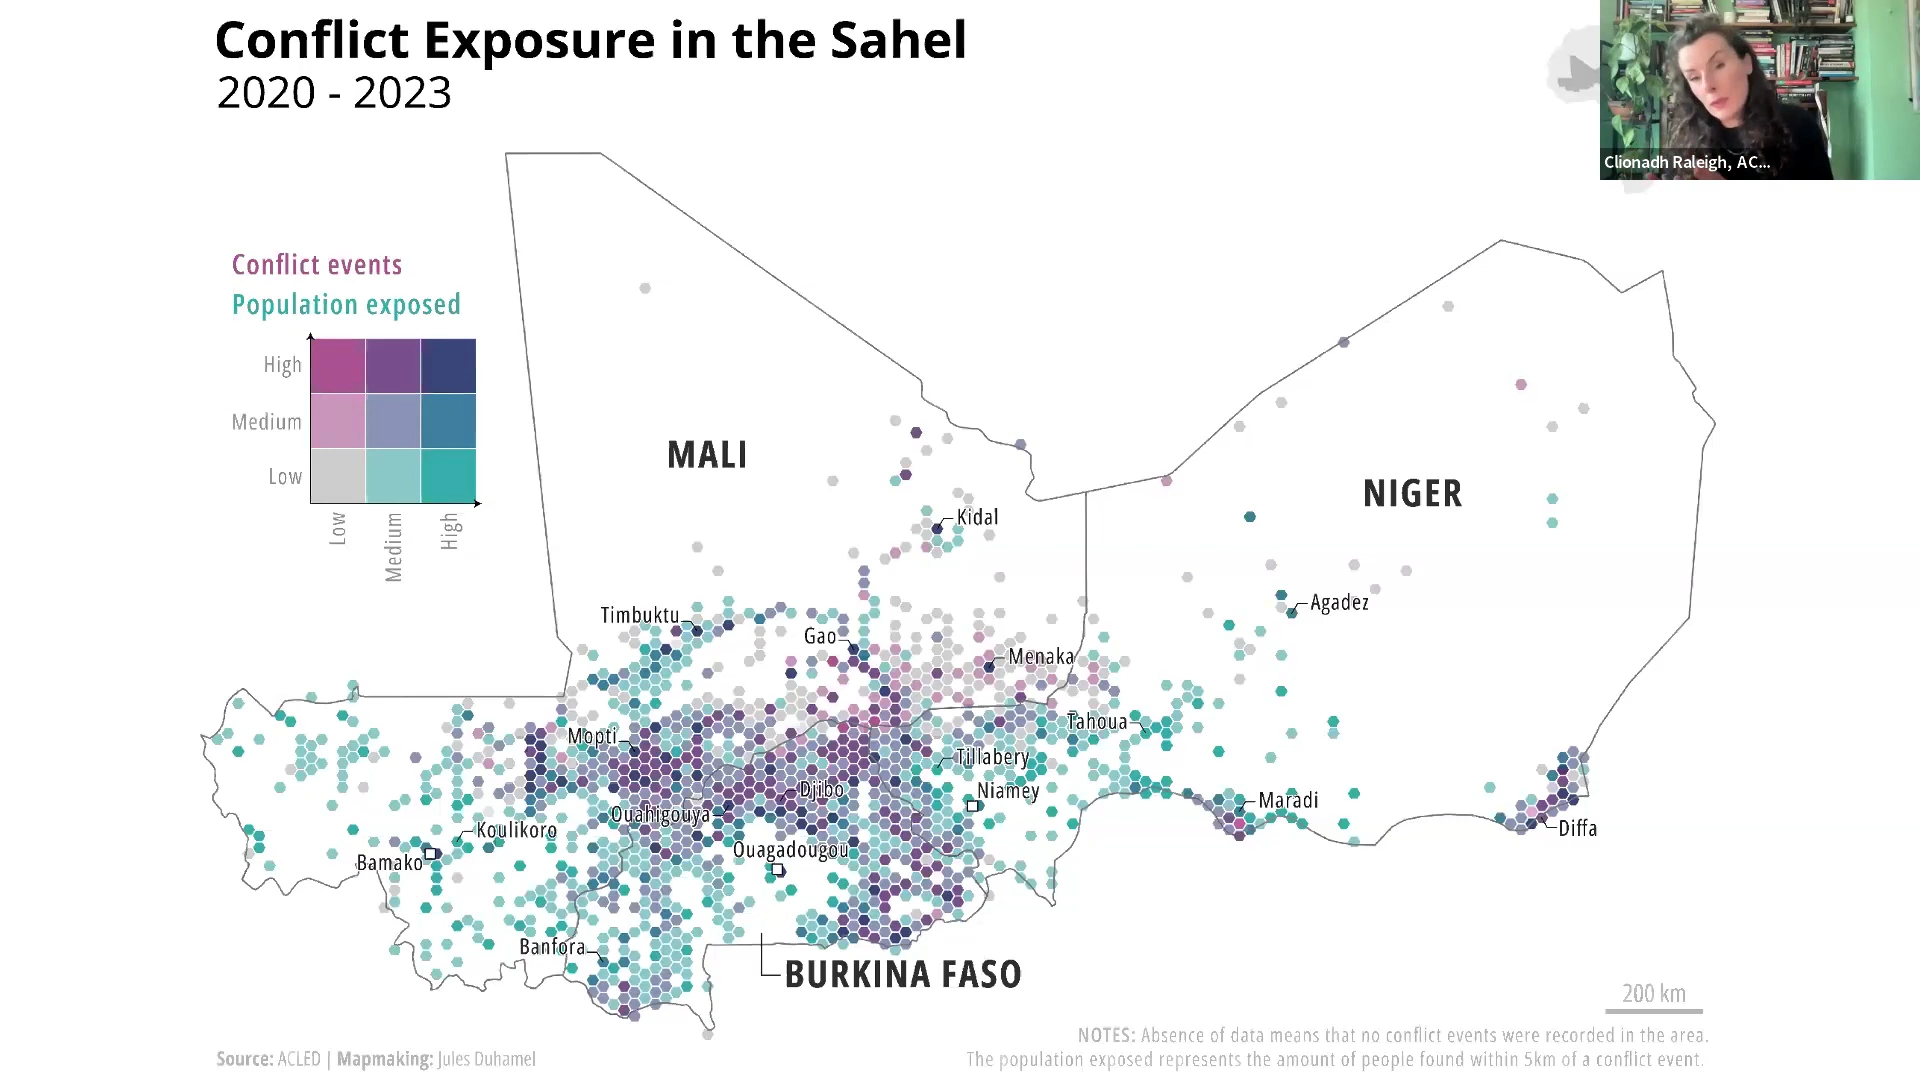 Conflict Exposure in the Sahel
2020 - 2023
Clionadh Raleigh, AC...
Conflict events
Population exposed
High
Medium
Low
Low
Medium
High
MALI
NIGER
Kidal
Agadez
Timbuktu
Gao
Menaka
Tahoua
Mopti
Tillabery
Djibo
Niamey
Maradi
Ouahigouya
Diffa
Koulikoro
Ouagadougou
Bamako
Banfora
BURKINA FASO
200 km
NOTES: Absence of data means that no conflict events were recorded in the area.
The population exposed represents the amount of people found within 5km of a conflict event.
Source: ACLED | Mapmaking: Jules Duhamel